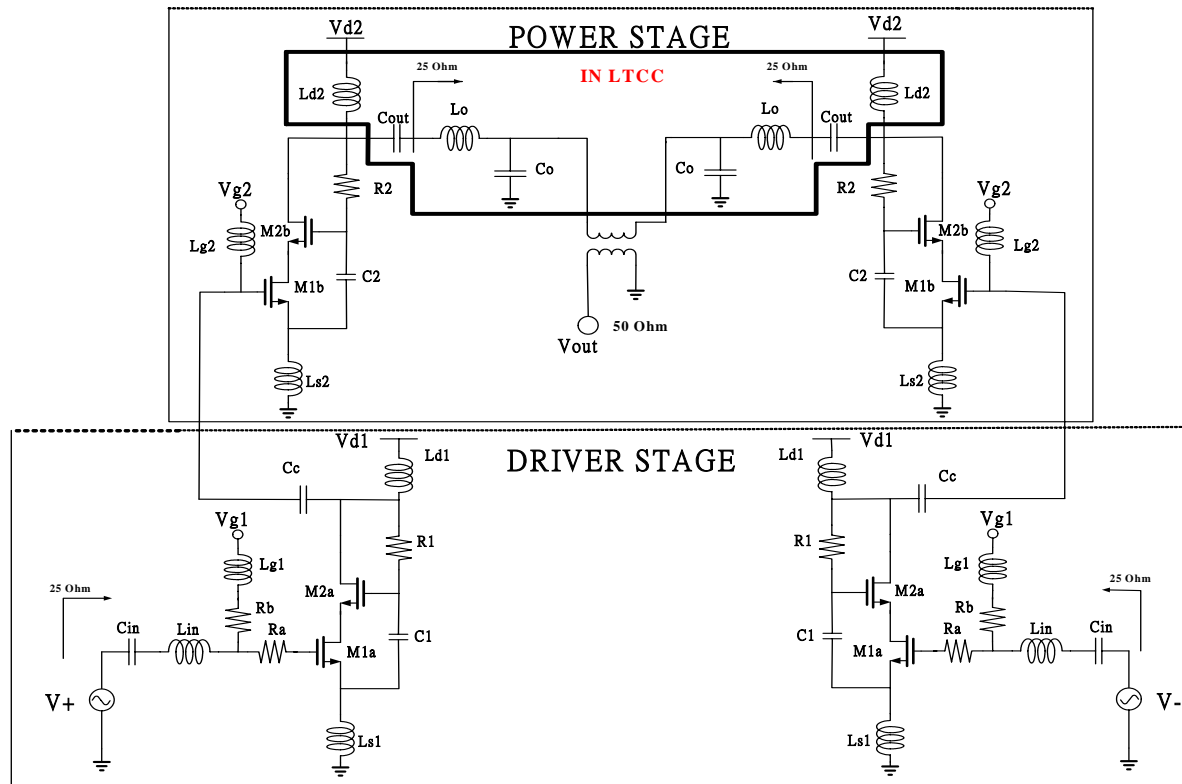 Vd2 Vd2
POWER STAGE
25 Ohm 25 Ohm
IN LTCC
Ld2 Ld2
Cout Lo Lo Cout
Co Co
R2 R2
Vg2 Vg2
M2b M2b
Lg2 Lg2
C2 C2
M1b M1b
50 Ohm
Vout
Ls2 Ls2
Vd1 Vd1
Ld1 DRIVER STAGE Ld1
Cc Cc
Vg1 Vg1
R1 R1
Lg1 Lg1
25 Ohm 25 Ohm
M2a M2a
Rb Rb
Cin Lin Ra C1 C1 Ra Lin Cin
M1a M1a
V+ V-
Ls1 Ls1